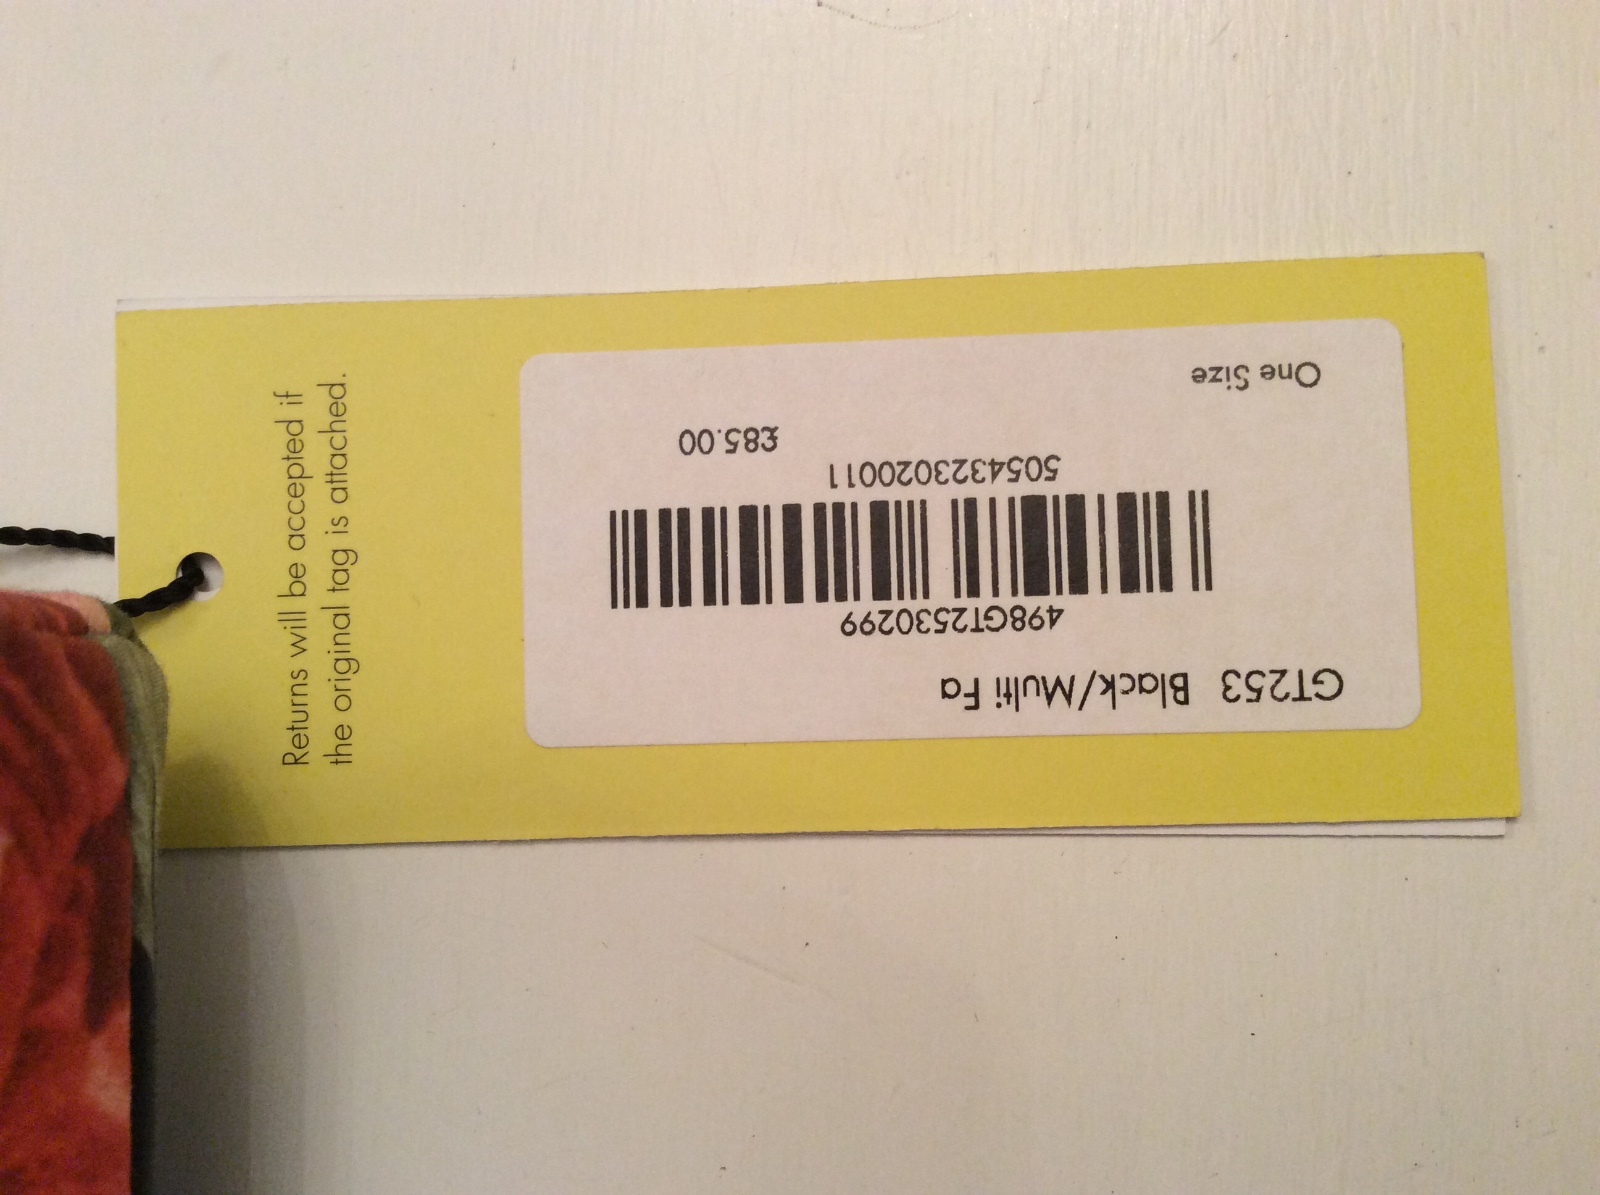 Returns will be accepted if
the original tag is attached.
GT253 Black/Multi Fa
498GT2530299
5054323020011
£85.00
One Size